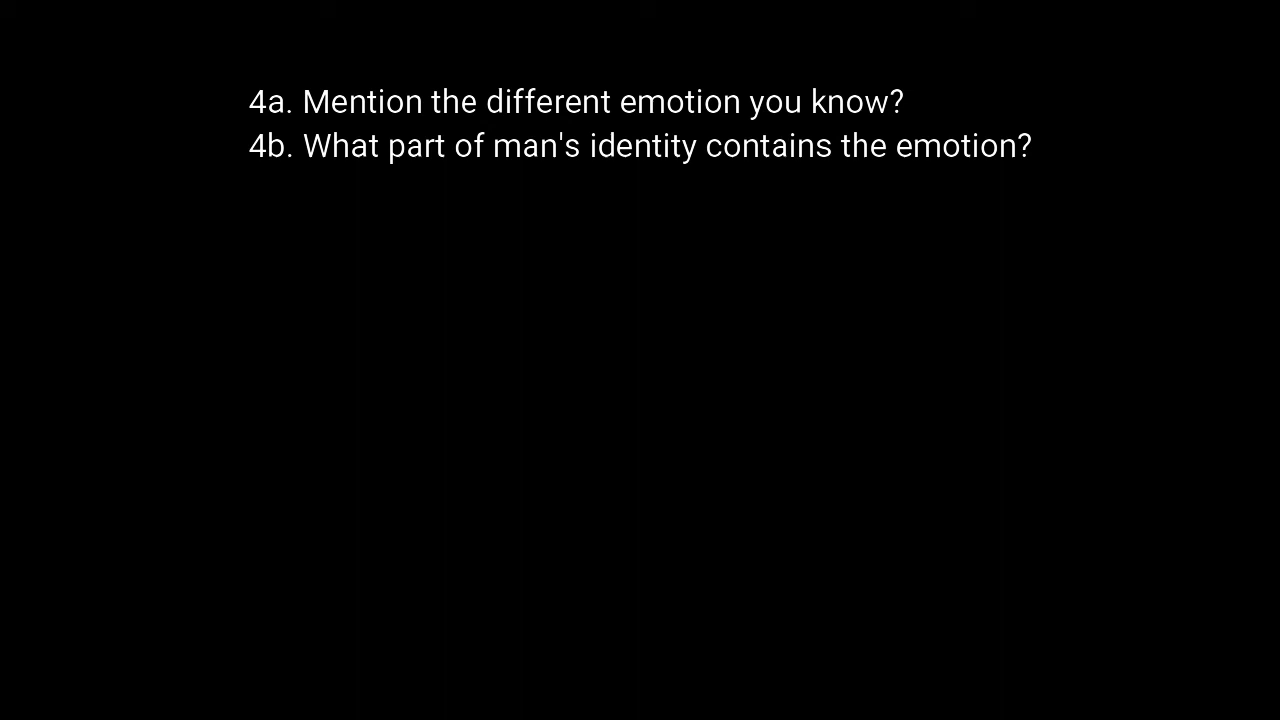 4a. Mention the different emotion you know?
4b. What part of man's identity contains the emotion?